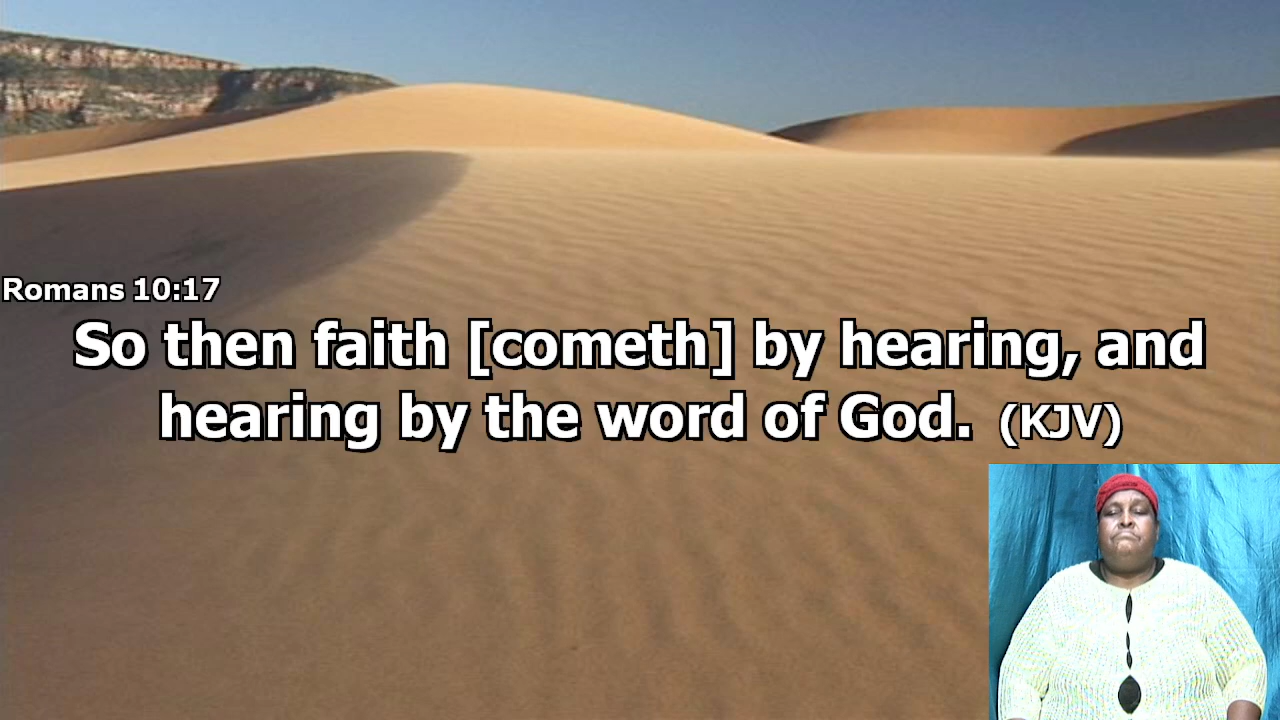 Romans 10:17
So then faith [cometh] by hearing, and
hearing by the word of God. (KJV)